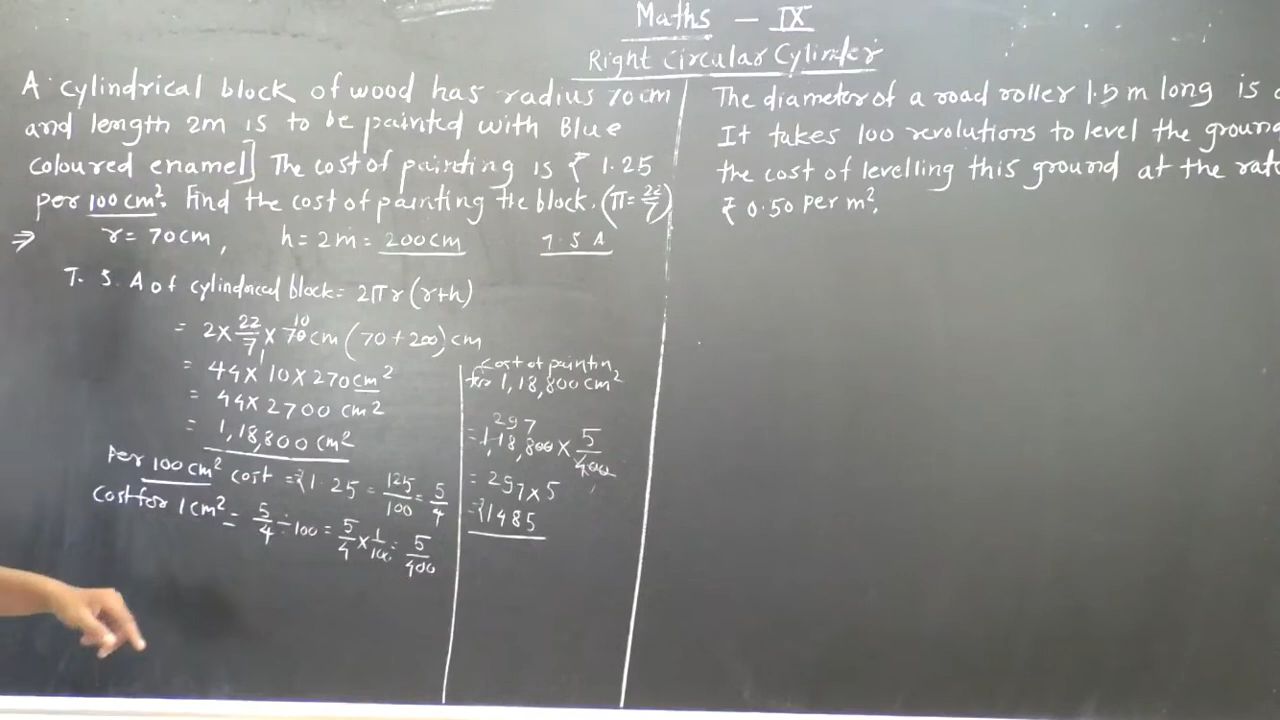 Maths - IX
Right Circular Cylinder
A cylindrical block of wood has radius 70cm
and length 2m is to be painted with Blue
coloured enamel] The cost of painting is ₹ 1.25
per 100 cm². Find the cost of painting the block. (π = 22/7)
⇒ r = 70cm, h = 2m = 200cm T.S A
T. S. A of cylindrical block = 2πr (r+h)
= 2 × 22/7 × 70 cm (70 + 200) cm
10
1
= 44 × 10 × 270 cm²
= 44 × 2700 cm²
= 1,18,800 cm²
Per 100 cm² cost = ₹1.25 = 125/100 = 5/4
Cost for 1 cm² = 5/4 ÷ 100 = 5/4 × 1/100 = 5/400
Cost of paintin
for 1,18,800 cm²
297
= 1,18,800 × 5/400
= 297 × 5
= ₹1485
The diameter of a road roller 1.5 m long is
It takes 100 revolutions to level the ground
the cost of levelling this ground at the rate
₹ 0.50 per m².